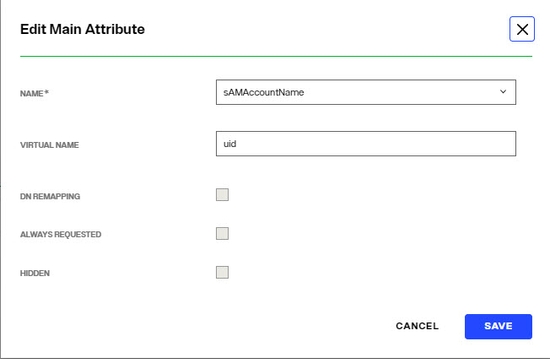 Edit Main Attribute
NAME*
sAMAccountName
VIRTUAL NAME
uid
DN REMAPPING
ALWAYS REQUESTED
HIDDEN
CANCEL
SAVE